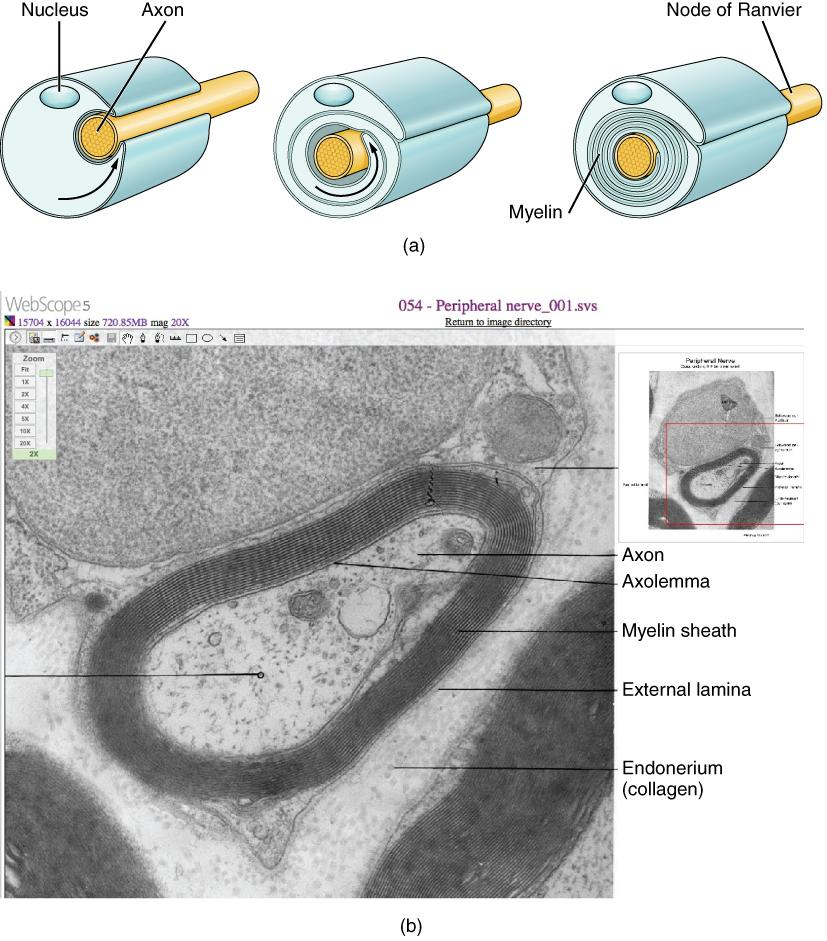 Nucleus
Axon
Node of Ranvier
Myelin
(a)
WebScope5
054 - Peripheral nerve_001.svs
15704 x 16044 size 720.85MB mag 20X
Return to image directory
Zoom
Fit
1X
2X
4X
5X
10X
20X
2X
Peripheral Nerve
Axon
Axolemma
Myelin sheath
External lamina
Endonerium
(collagen)
(b)